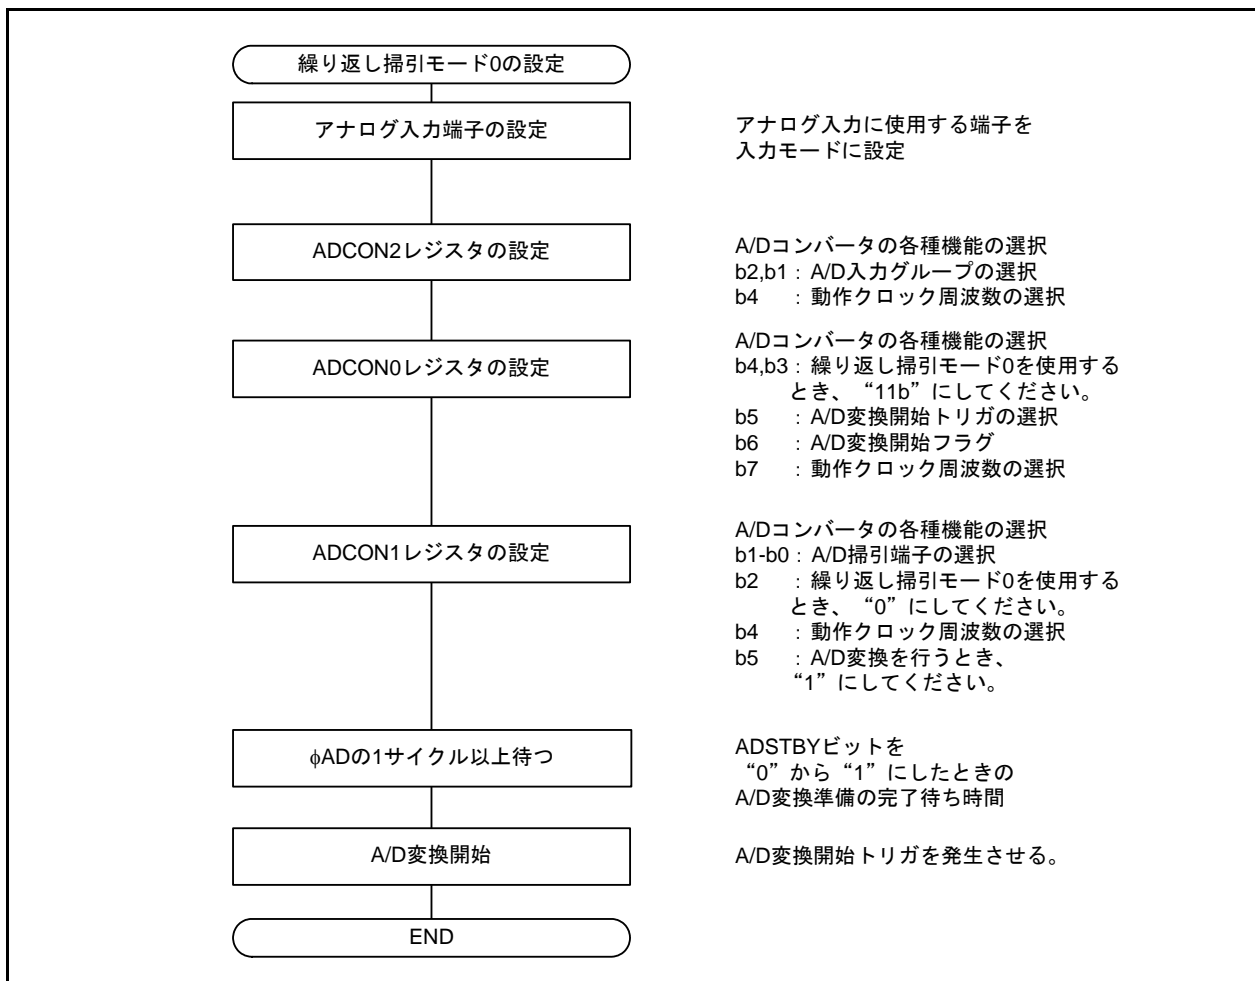 繰り返し掃引モード0の設定
アナログ入力端子の設定
アナログ入力に使用する端子を
入力モードに設定
ADCON2レジスタの設定
A/Dコンバータの各種機能の選択
b2,b1：A/D入力グループの選択
b4　：動作クロック周波数の選択
ADCON0レジスタの設定
A/Dコンバータの各種機能の選択
b4,b3：繰り返し掃引モード0を使用する
とき、“11b”にしてください。
b5　：A/D変換開始トリガの選択
b6　：A/D変換開始フラグ
b7　：動作クロック周波数の選択
ADCON1レジスタの設定
A/Dコンバータの各種機能の選択
b1-b0：A/D掃引端子の選択
b2　：繰り返し掃引モード0を使用する
とき、“0”にしてください。
b4　：動作クロック周波数の選択
b5　：A/D変換を行うとき、
“1”にしてください。
φADの1サイクル以上待つ
ADSTBYビットを
“0”から“1”にしたときの
A/D変換準備の完了待ち時間
A/D変換開始
A/D変換開始トリガを発生させる。
END